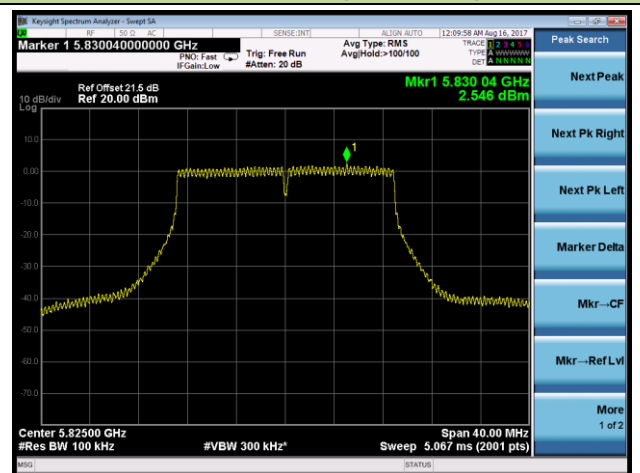 Keysight Spectrum Analyzer - Swept SA
RF 50 Ω AC SENSE:INT ALIGN AUTO 12:09:58 AM Aug 16, 2017
Marker 1 5.830040000000 GHz
PNO: Fast
IFGain:Low
Trig: Free Run
#Atten: 20 dB
Avg Type: RMS
Avg|Hold:>100/100
TRACE 1 2 3 4 5 6
TYPE A WWWWW
DET A N N N N N
Peak Search
Mkr1 5.830 04 GHz
2.546 dBm
Ref Offset 21.5 dB
10 dB/div Ref 20.00 dBm
Log
10.0
1
0.00
-10.0
-20.0
-30.0
-40.0
-50.0
-60.0
-70.0
Center 5.82500 GHz Span 40.00 MHz
#Res BW 100 kHz #VBW 300 kHz* Sweep 5.067 ms (2001 pts)
MSG STATUS
Next Peak
Next Pk Right
Next Pk Left
Marker Delta
Mkr→CF
Mkr→Ref Lvl
More
1 of 2